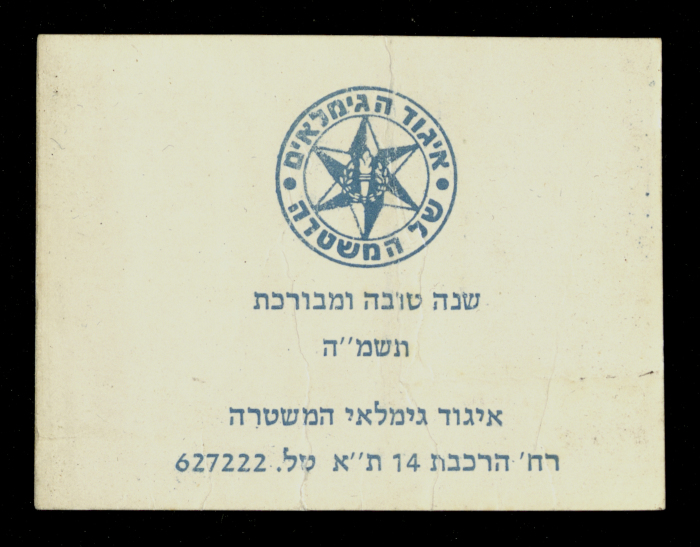 איגוד הגימלאים
של המשטרה
שנה טובה ומבורכת
תשמ''ה
איגוד גימלאי המשטרה
רח' הרכבת 14 ת''א טל. 627222